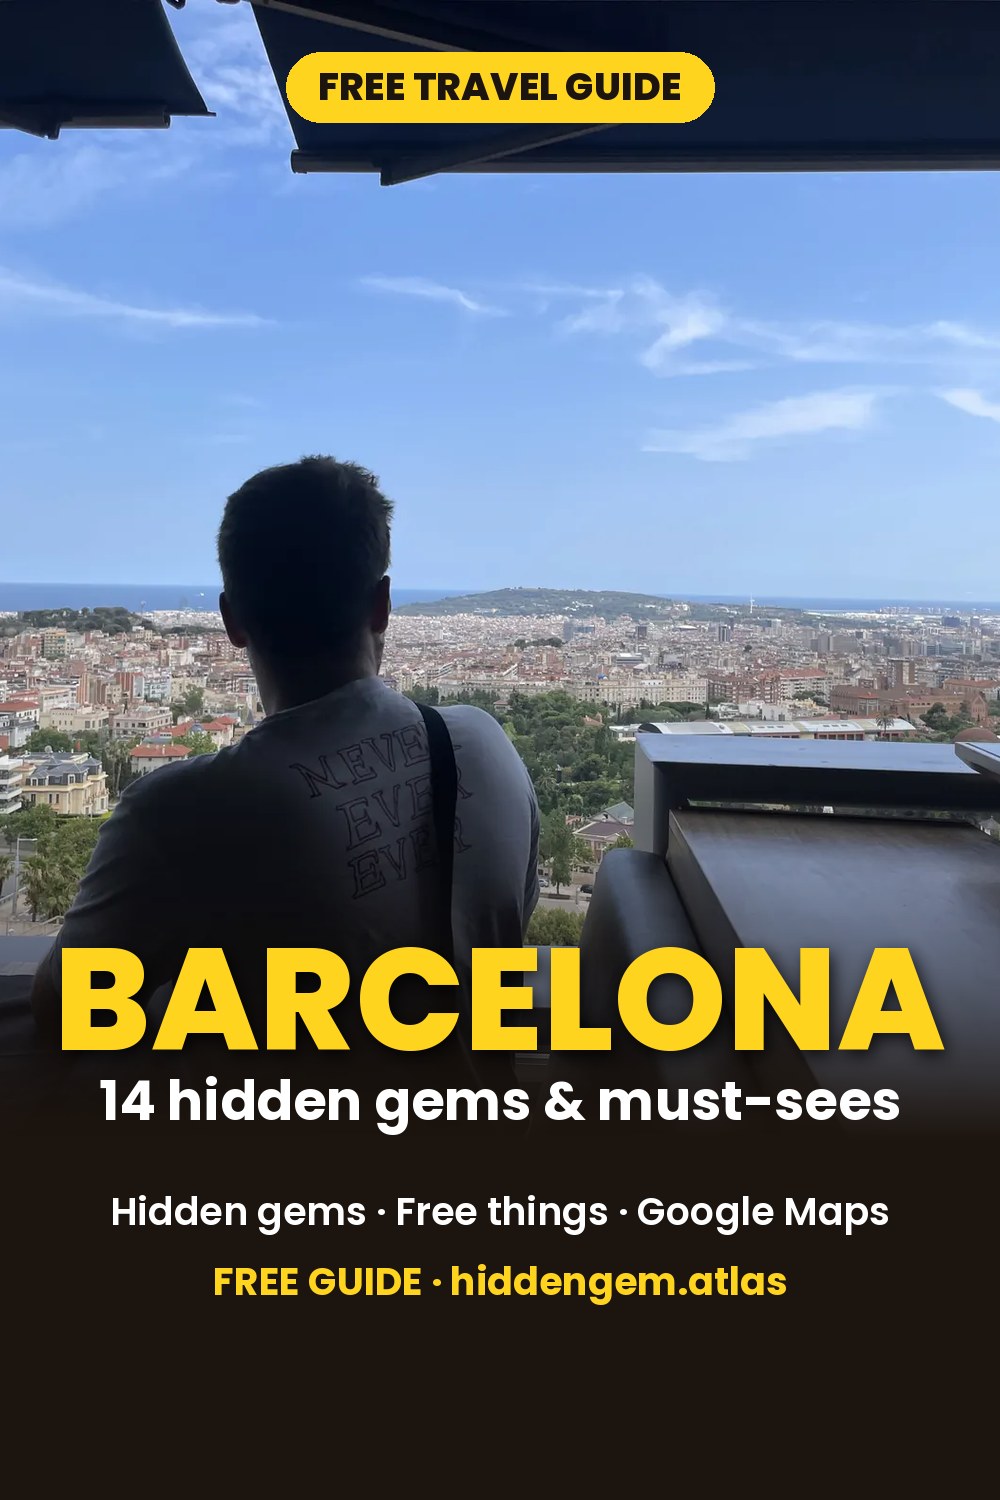 FREE TRAVEL GUIDE
NEVER
EVER
EVER
BARCELONA
14 hidden gems & must-sees
Hidden gems · Free things · Google Maps
FREE GUIDE · hiddengem.atlas